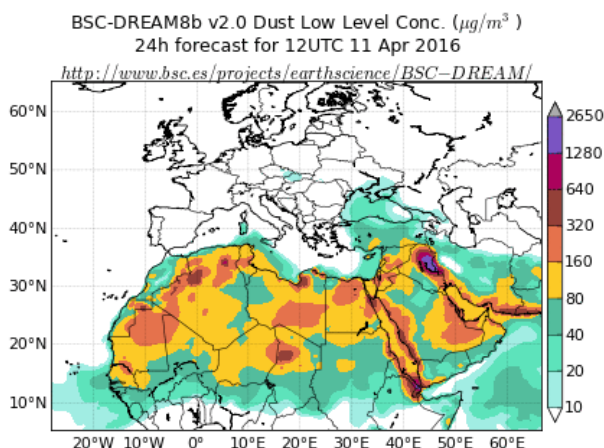 BSC-DREAM8b v2.0 Dust Low Level Conc. (μg/m³ )
24h forecast for 12UTC 11 Apr 2016
http://www.bsc.es/projects/earthscience/BSC−DREAM/
60°N
50°N
40°N
30°N
20°N
10°N
20°W 10°W 0° 10°E 20°E 30°E 40°E 50°E 60°E
2650
1280
640
320
160
80
40
20
10